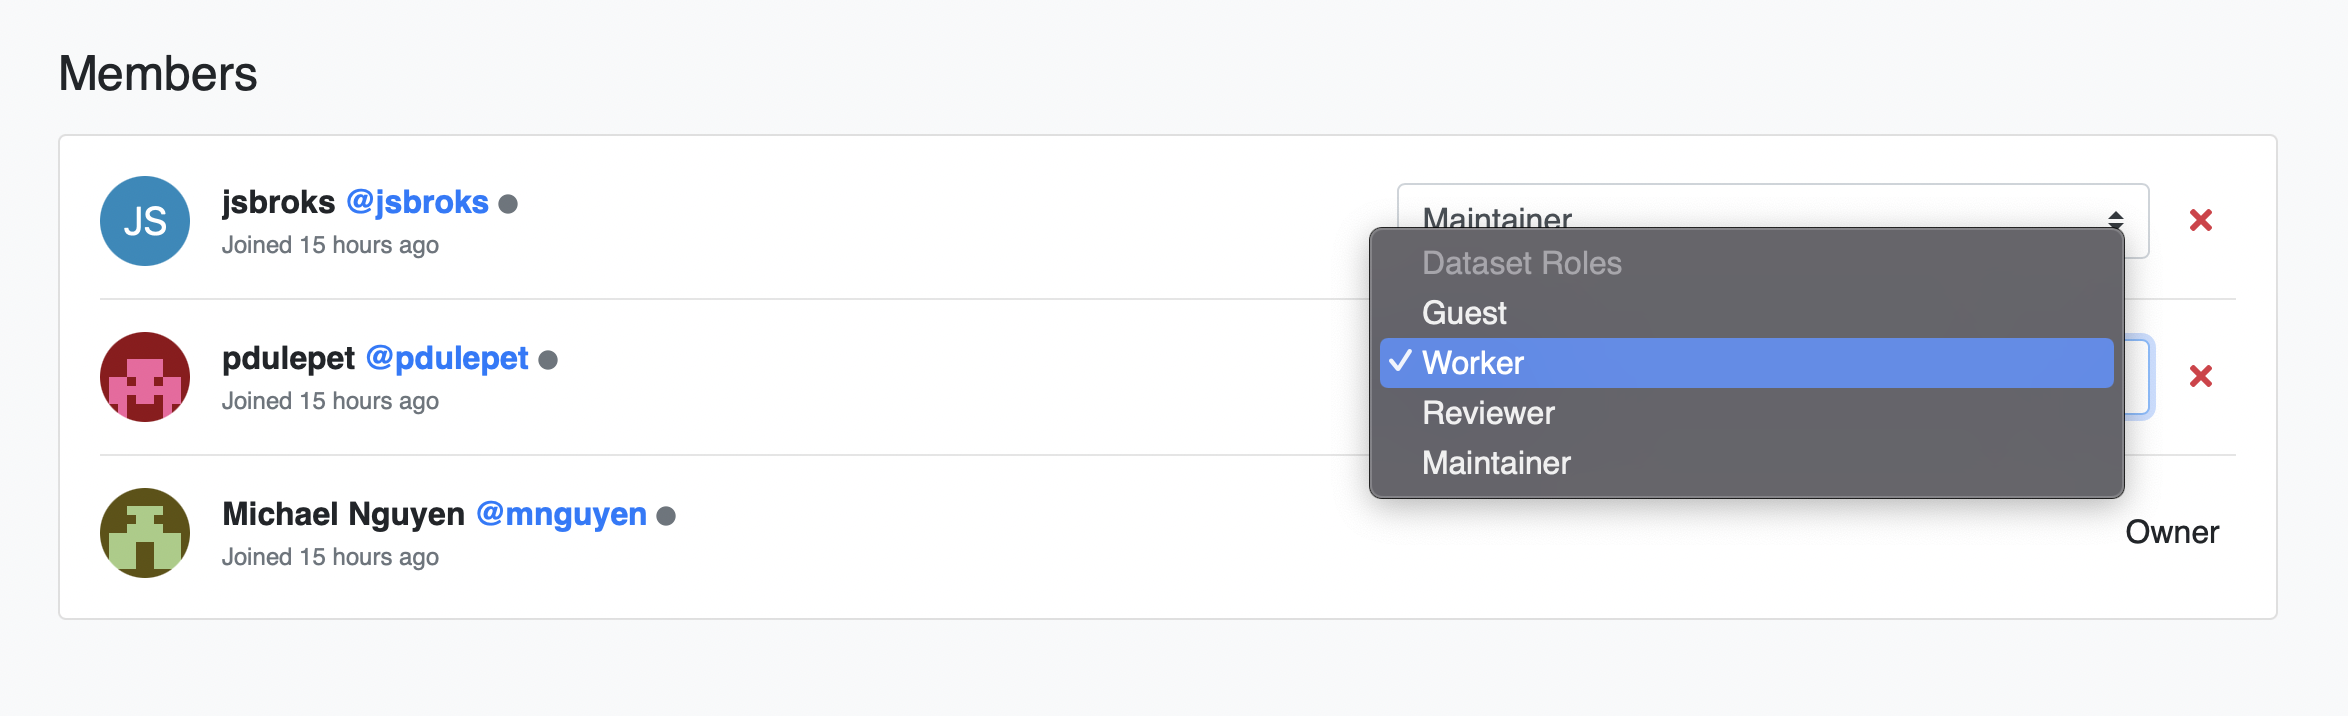 Members
JS
jsbroks @jsbroks
Joined 15 hours ago
Maintainer
Dataset Roles
Guest
✓ Worker
Reviewer
Maintainer
pdulepet @pdulepet
Joined 15 hours ago
Michael Nguyen @mnguyen
Joined 15 hours ago
Owner